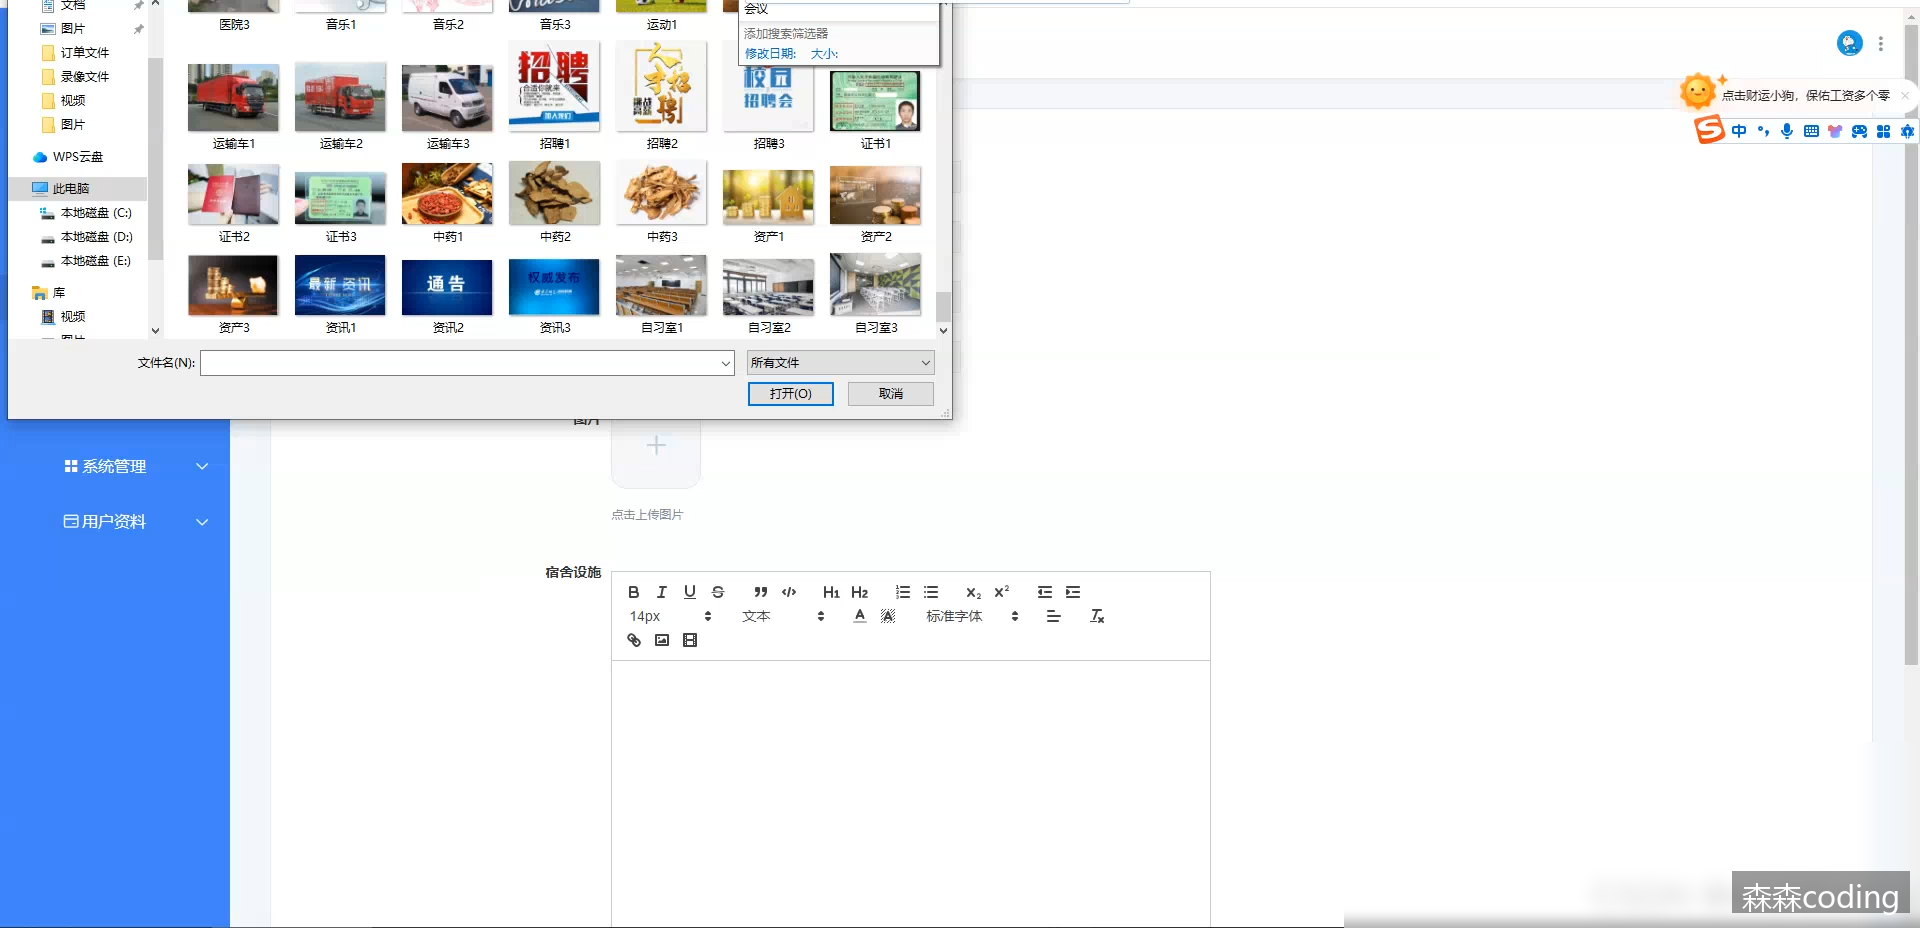 文档
会议
医院3
音乐1
音乐2
音乐3
运动1
图片
添加搜索筛选器
修改日期:
大小:
订单文件
录像文件
视频
图片
招聘
加入我们
招聘
校园
招聘会
点击财运小狗，保佑工资多个零
中
运输车1
运输车2
运输车3
招聘1
招聘2
招聘3
证书1
WPS云盘
此电脑
本地磁盘 (C:)
本地磁盘 (D:)
本地磁盘 (E:)
证书2
证书3
中药1
中药2
中药3
资产1
资产2
最新 资讯
通告
权威发布
库
视频
资产3
资讯1
资讯2
资讯3
自习室1
自习室2
自习室3
图片
文件名(N):
所有文件
打开(O)
取消
图片
系统管理
用户资料
点击上传图片
宿舍设施
B I U S H1 H2 X2 X2
14px 文本 A A 标准字体 Tx
森森coding